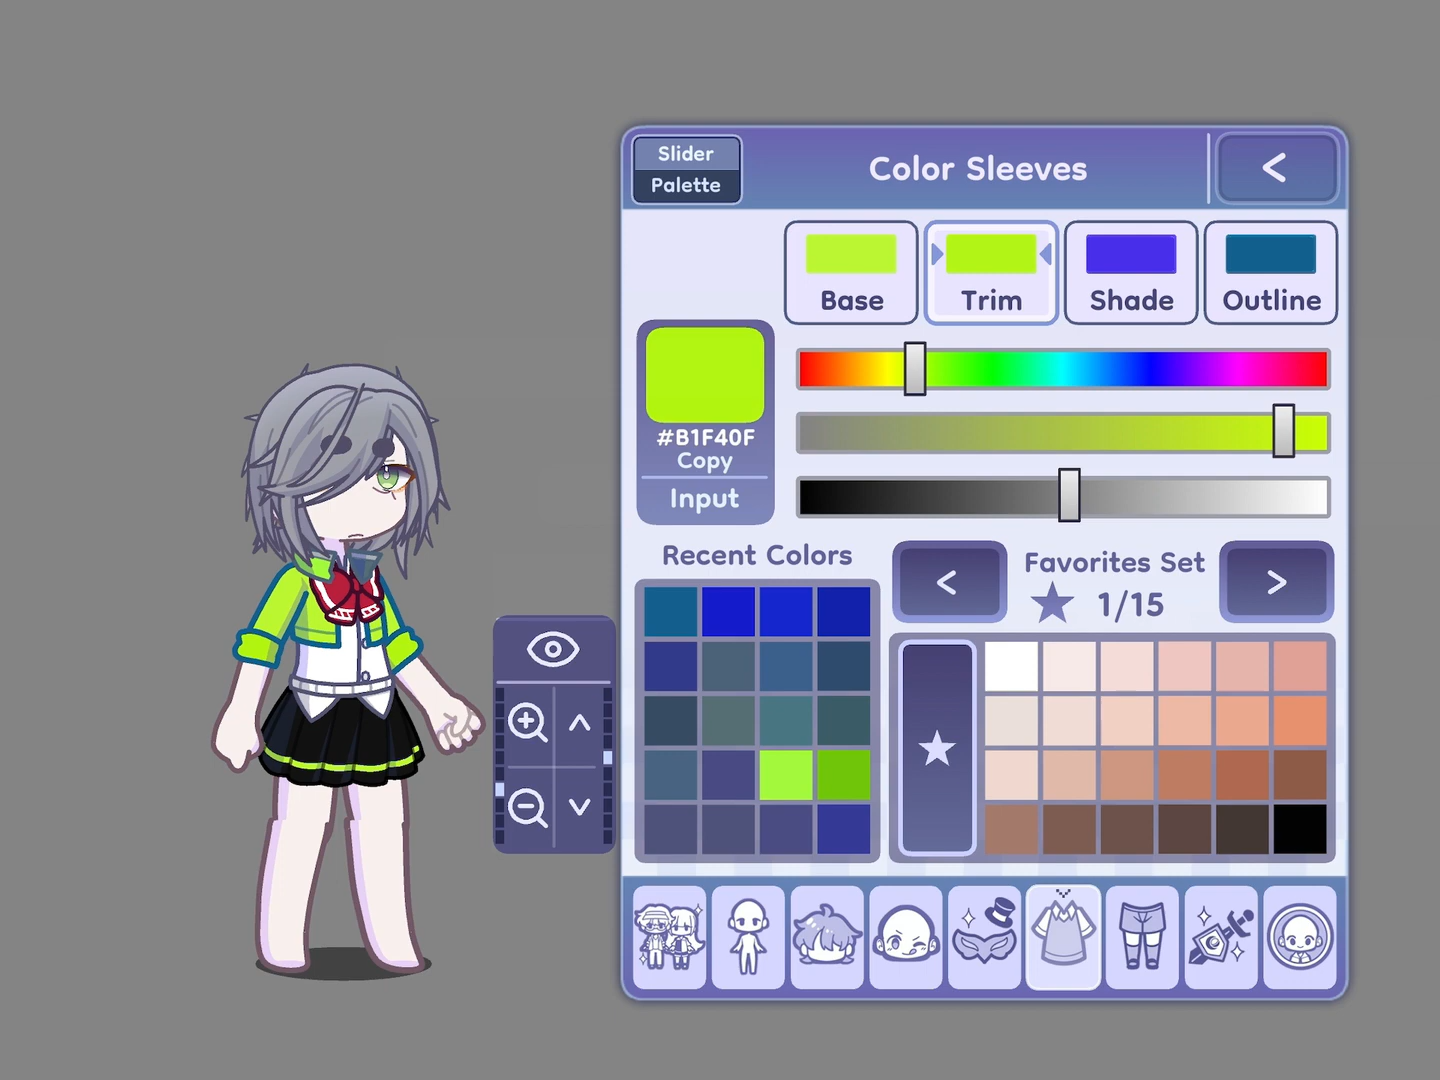 Slider
Palette
Color Sleeves
<
Base
Trim
Shade
Outline
#B1F40F
Copy
Input
Recent Colors
<
Favorites Set
1/15
>